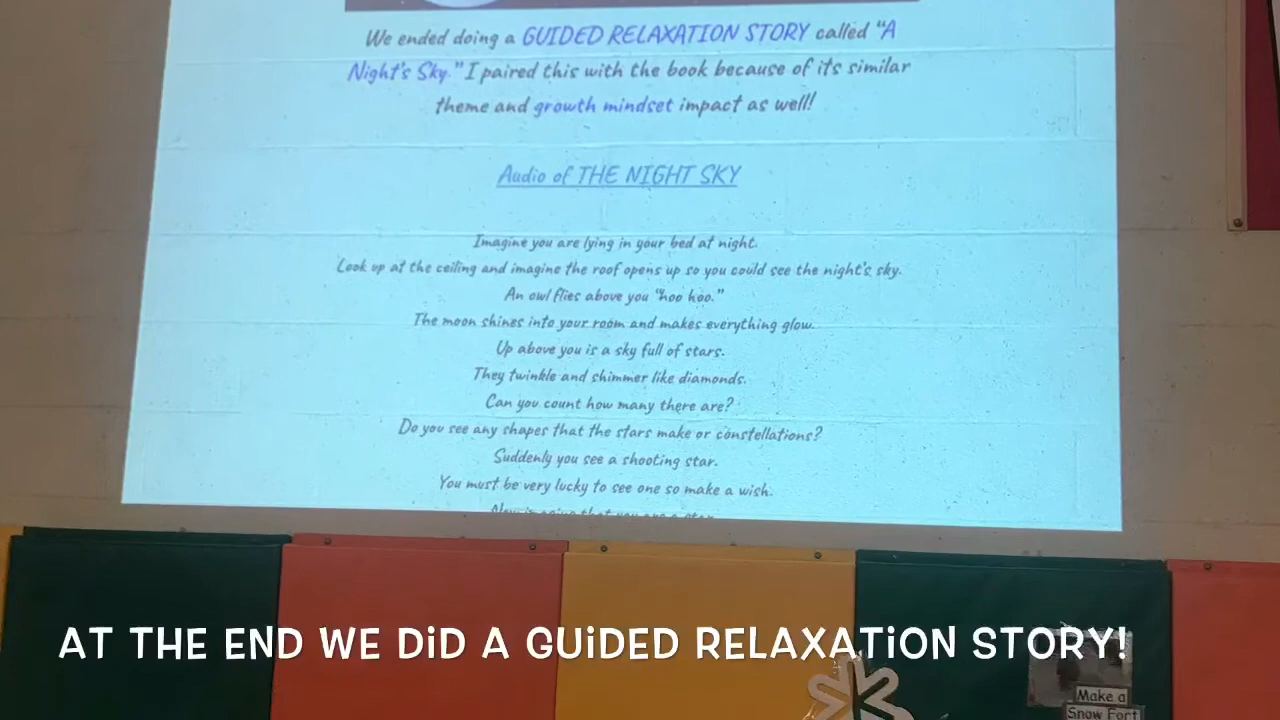 We ended doing a GUIDED RELAXATION STORY called "A
Night's Sky." I paired this with the book because of its similar
theme and growth mindset impact as well!
Audio of THE NIGHT SKY
Imagine you are lying in your bed at night.
Look up at the ceiling and imagine the roof opens up so you could see the night's sky.
An owl flies above you "hoo hoo."
The moon shines into your room and makes everything glow.
Up above you is a sky full of stars.
They twinkle and shimmer like diamonds.
Can you count how many there are?
Do you see any shapes that the stars make or constellations?
Suddenly you see a shooting star.
You must be very lucky to see one so make a wish.
Now imagine that you are a star
AT THE END WE DiD A GUiDED RELAXATiON STORY!
Make a
Snow Fort